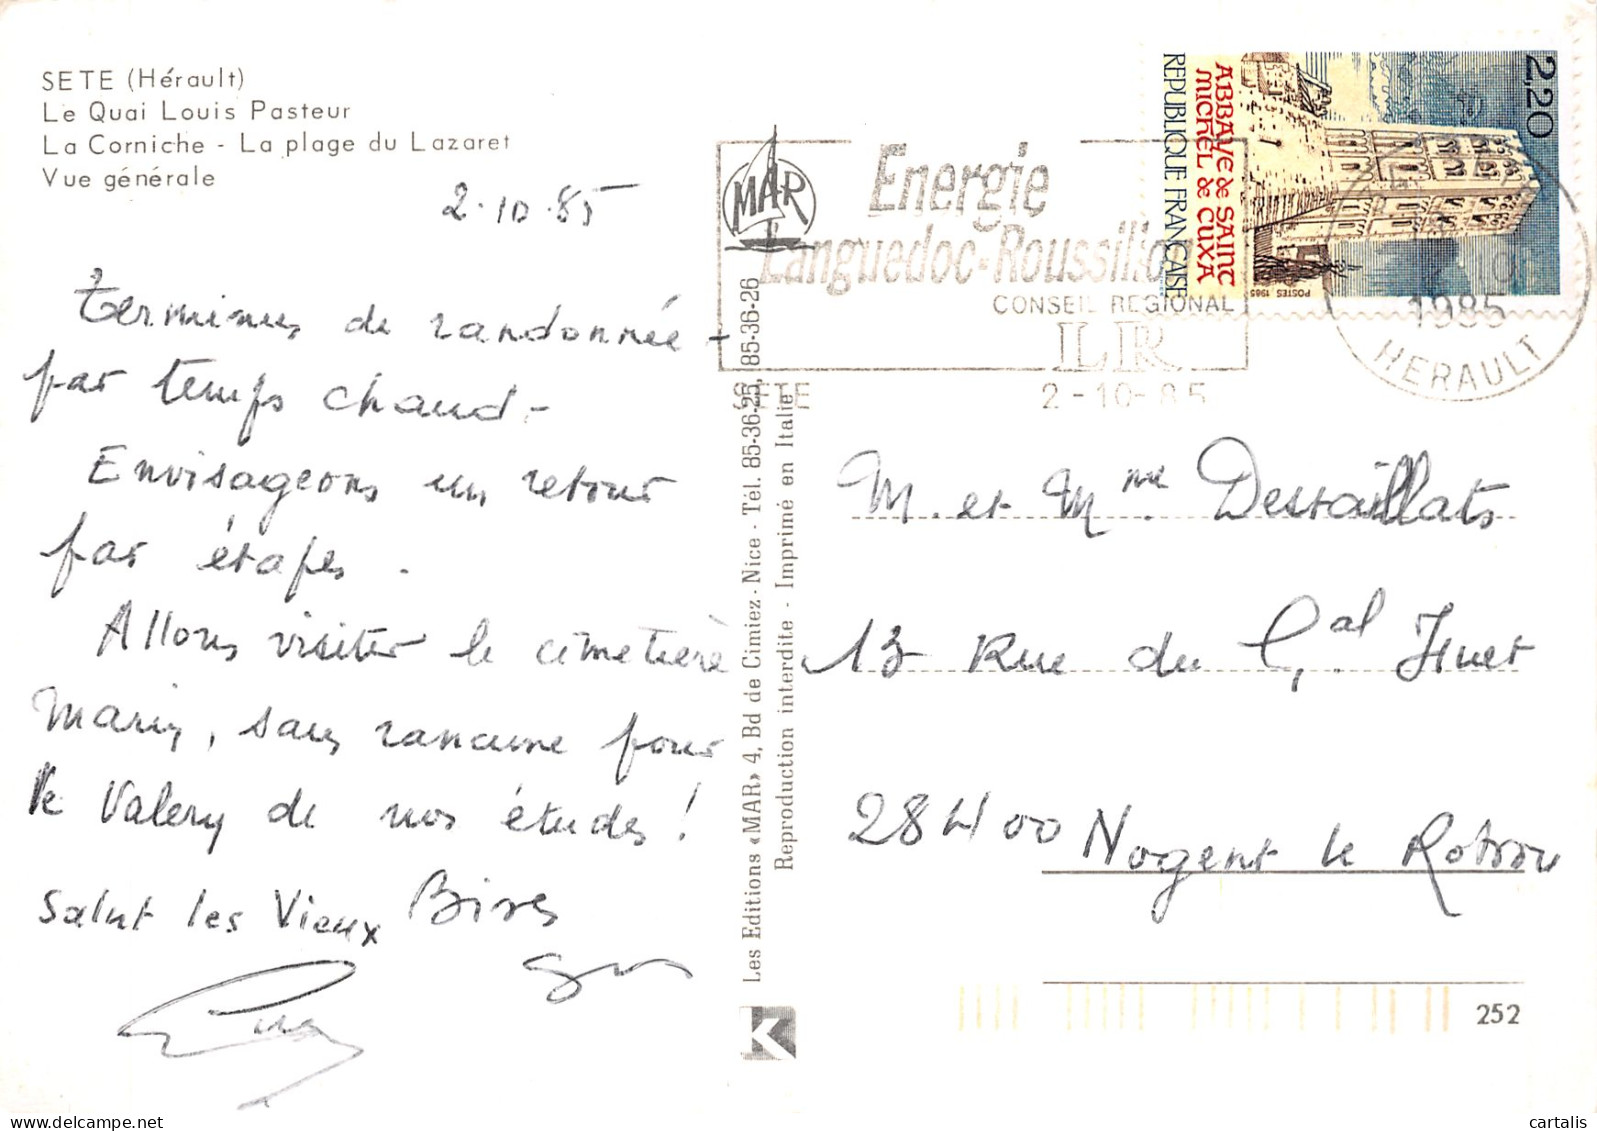 SETE (Hérault)
Le Quai Louis Pasteur
La Corniche - La plage du Lazaret
Vue générale
2.10.85
Terminus de randonnée -
par temps chaud -
Envisageons un retour
par étapes .
Allons visiter le cimetière
Marin, sans rancune pour
le Valery de nos études !
Salut les Vieux Bises
Les Editions «MAR» 4, Bd de Cimiez - Nice - Tél. 85-36-25, 85-36-26
Reproduction interdite - Imprimé en Italie
K
MAR
Energie
Languedoc-Roussillon
CONSEIL REGIONAL
LR
SETE 2-10-85
1985
HERAULT
2,20
ABBAYE de SAINT
MICHEL de CUXA
REPUBLIQUE FRANÇAISE
POSTES 1985
M. et Mme Dessaillats
13 Rue du Gal Huet
28400 Nogent le Rotrou
252
cartalis